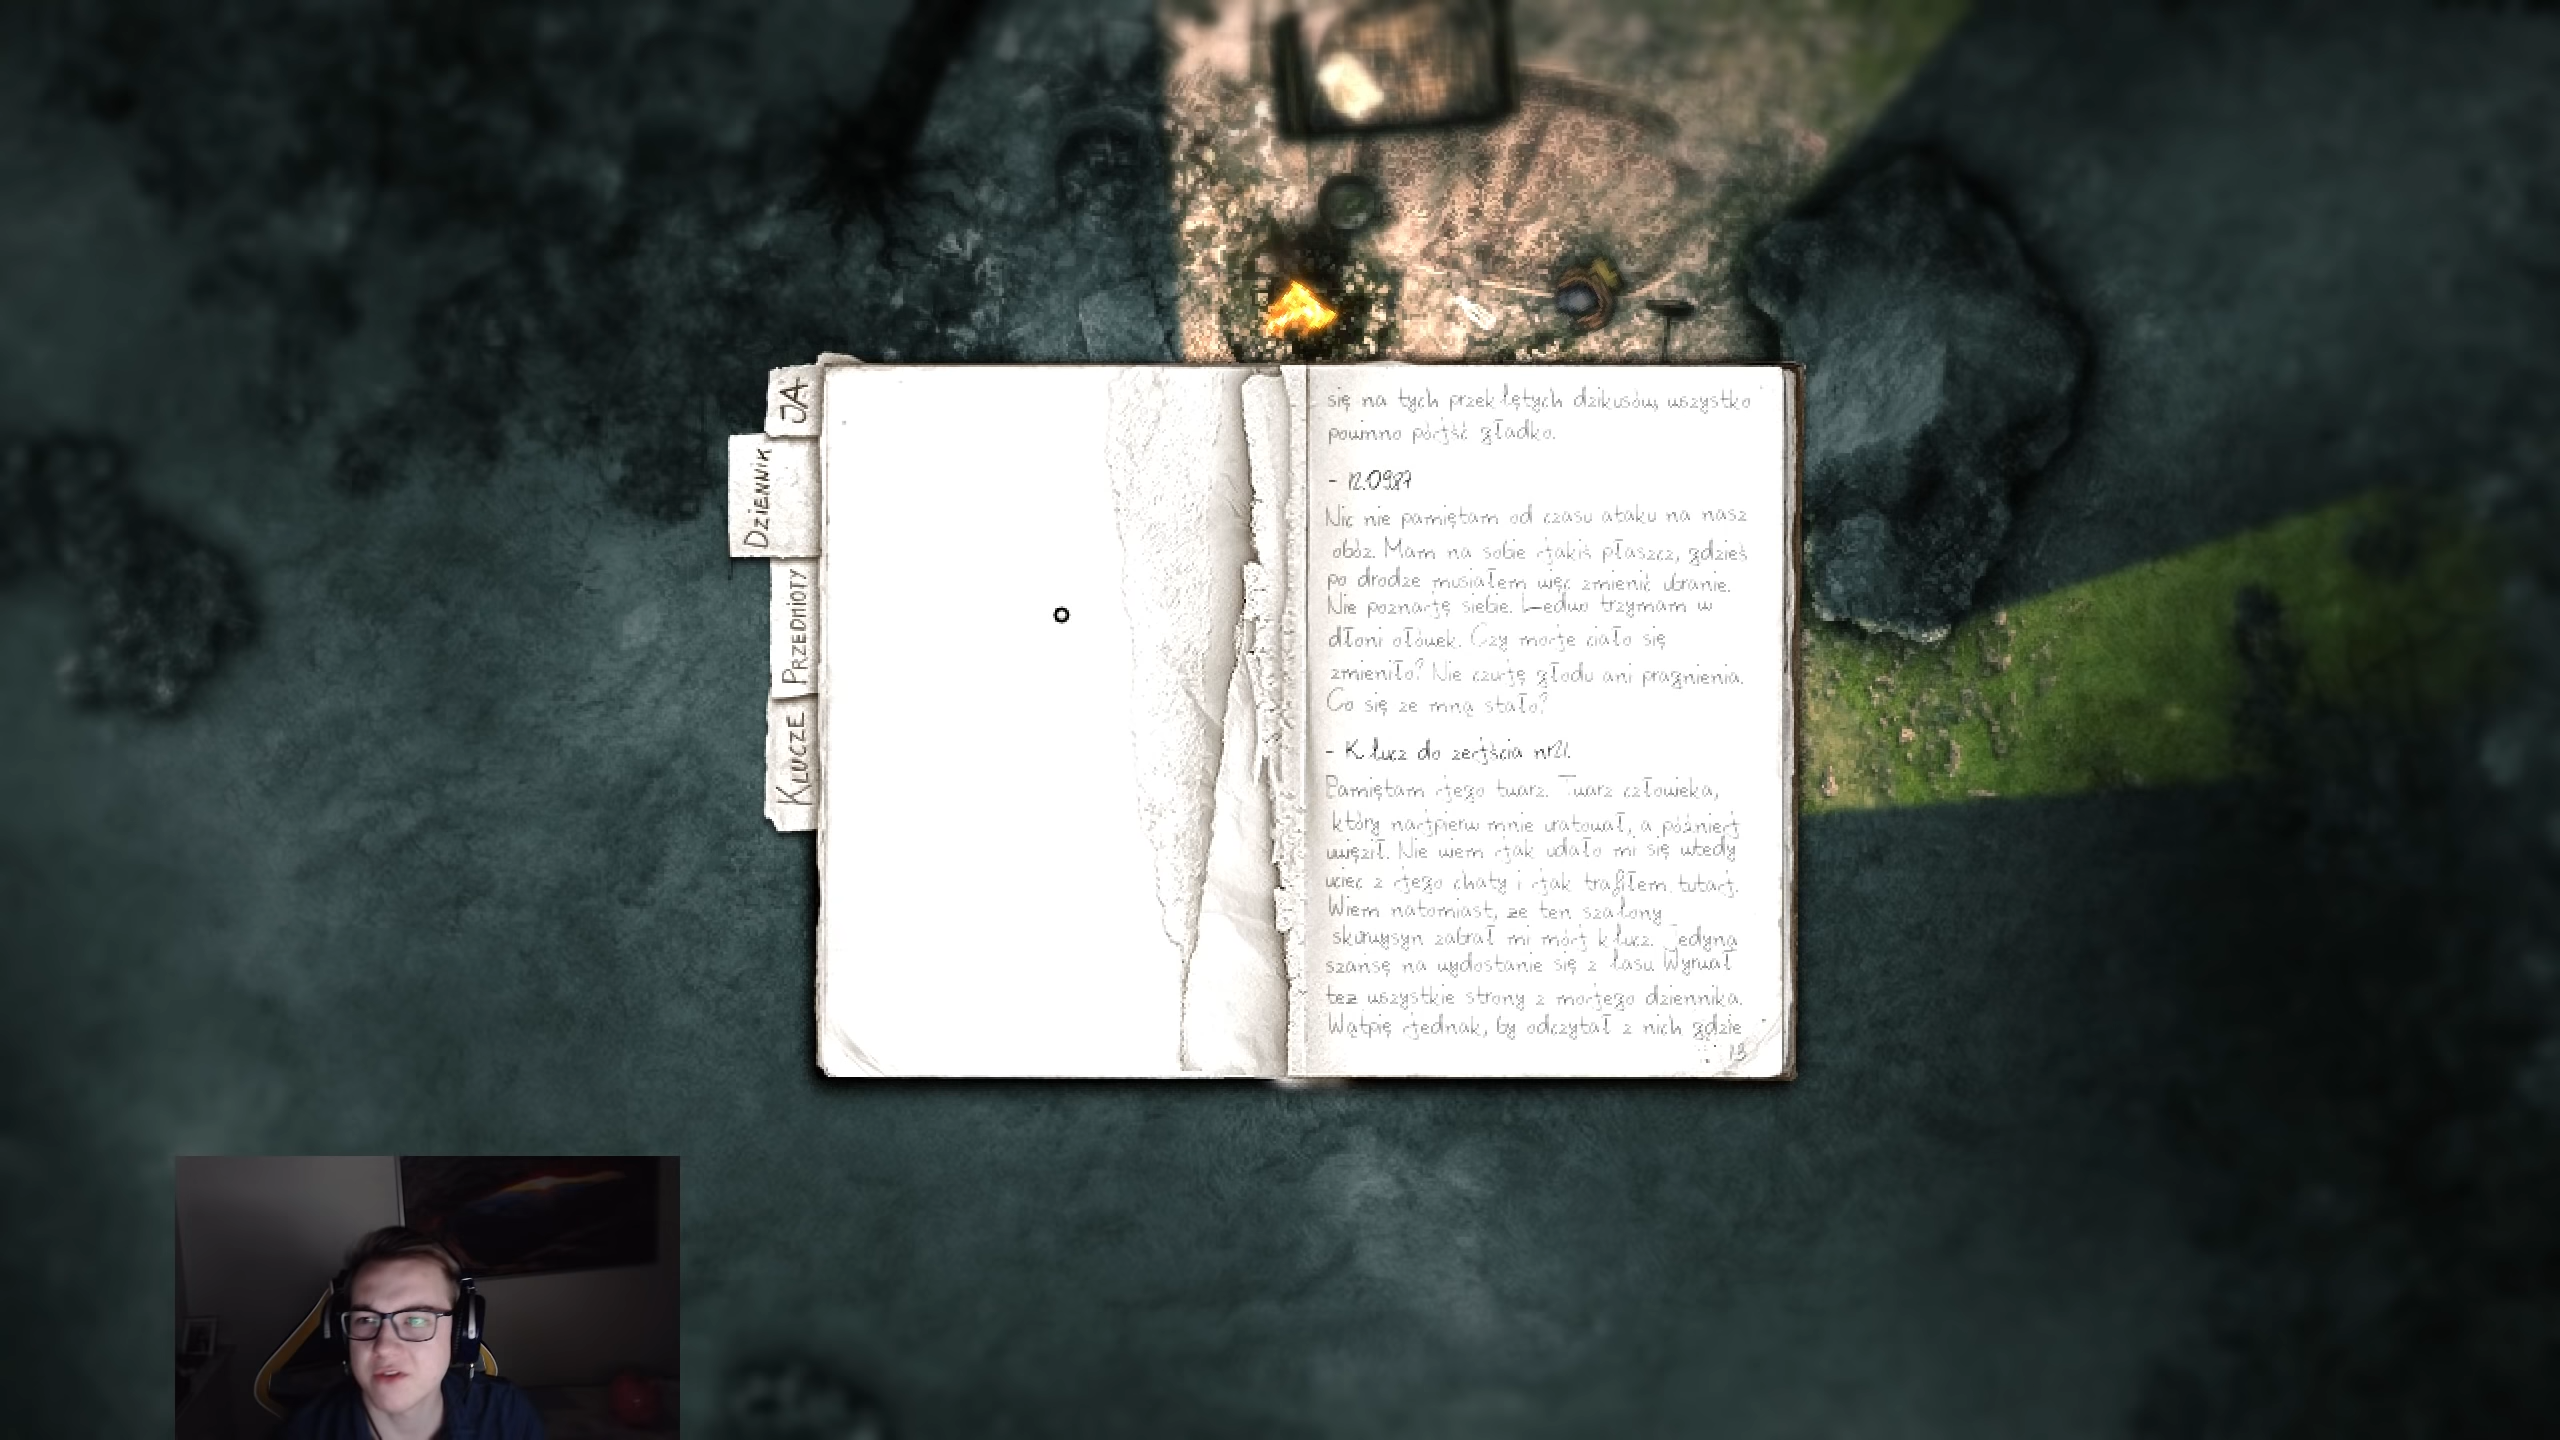 JA
DZIENNIK
PRZEDMIOTY
KLUCZE
się na tych przeklętych dzikusów, wszystko
powinno pójść gładko.
- 12.09.87
Nic nie pamiętam od czasu ataku na nasz
obóz. Mam na sobie jakiś płaszcz, gdzieś
po drodze musiałem więc zmienić ubranie.
Nie poznaję siebie. Ledwo trzymam w
dłoni ołówek. Czy moje ciało się
zmieniło? Nie czuję głodu ani pragnienia.
Co się ze mną stało?
- Klucz do zejścia nr21.
Pamiętam jego twarz. Twarz człowieka,
który najpierw mnie uratował, a później
uwięził. Nie wiem jak udało mi się wtedy
uciec z jego chaty i jak trafiłem tutaj.
Wiem natomiast, że ten szalony
skurwysyn zabrał mi mój klucz. Jedyną
szansę na wydostanie się z lasu Wyrwał
też wszystkie strony z mojego dziennika.
Wątpię jednak, by odczytał z nich gdzie